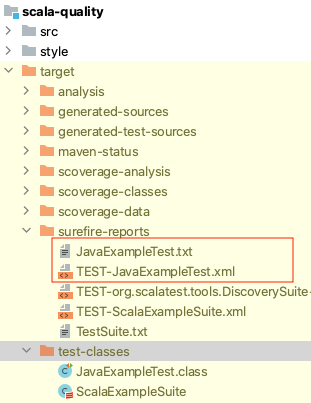 scala-quality
src
style
target
analysis
generated-sources
generated-test-sources
maven-status
scoverage-analysis
scoverage-classes
scoverage-data
surefire-reports
JavaExampleTest.txt
TEST-JavaExampleTest.xml
TEST-org.scalatest.tools.DiscoverySuite-
TEST-ScalaExampleSuite.xml
TestSuite.txt
test-classes
JavaExampleTest.class
ScalaExampleSuite